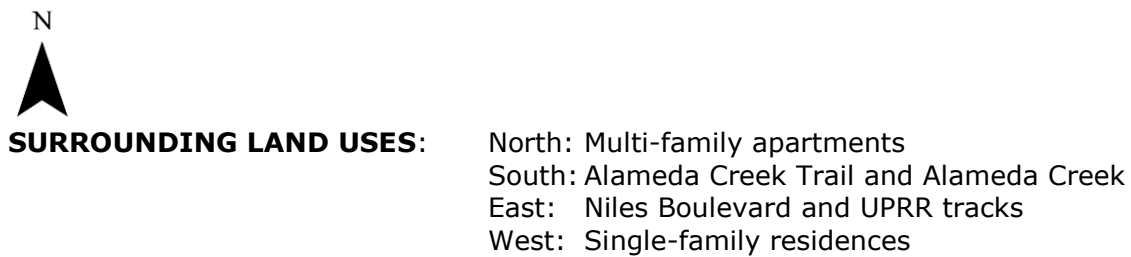 N
SURROUNDING LAND USES: North: Multi-family apartments
South: Alameda Creek Trail and Alameda Creek
East: Niles Boulevard and UPRR tracks
West: Single-family residences